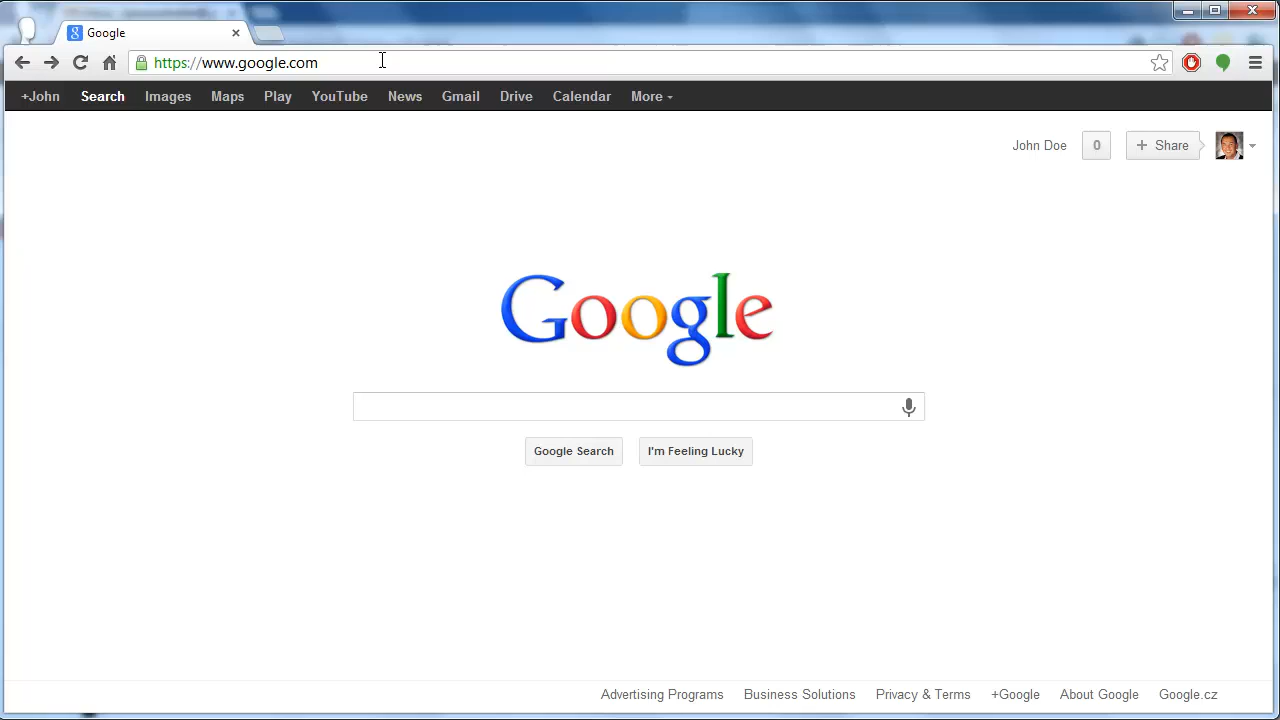 Google
https://www.google.com
+John Search Images Maps Play YouTube News Gmail Drive Calendar More
John Doe 0 + Share
Google
Google Search I'm Feeling Lucky
Advertising Programs Business Solutions Privacy & Terms +Google About Google Google.cz